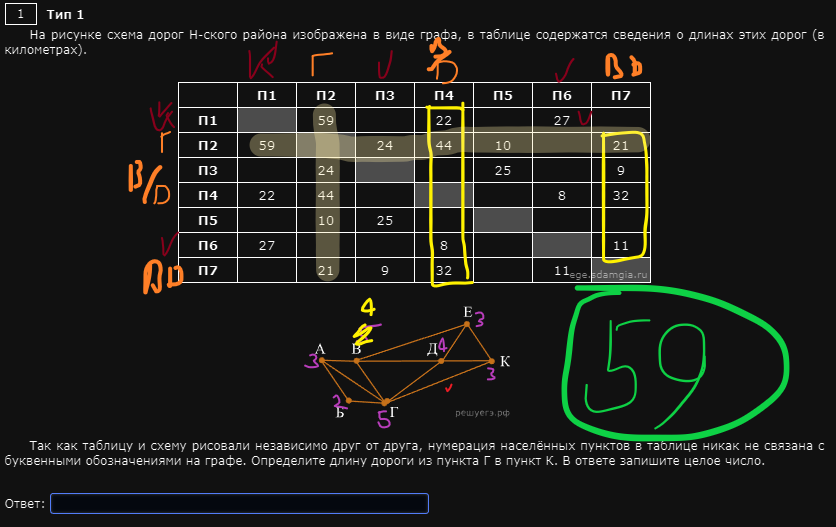 1 Тип 1
На рисунке схема дорог Н-ского района изображена в виде графа, в таблице содержатся сведения о длинах этих дорог (в
километрах).
Г В D
П1 П2 П3 П4 П5 П6 П7
П1 59 22 27
Г П2 59 24 44 10 21
П3 24 25 9
В/D П4 22 44 8 32
П5 10 25
П6 27 8 11
ВD П7 21 9 32 11
ege.sdamgia.ru
4
Е 3
А В Д 4
3 К
3
2 Б 5 Г
решуегэ.рф
59
Так как таблицу и схему рисовали независимо друг от друга, нумерация населённых пунктов в таблице никак не связана с
буквенными обозначениями на графе. Определите длину дороги из пункта Г в пункт К. В ответе запишите целое число.
Ответ: